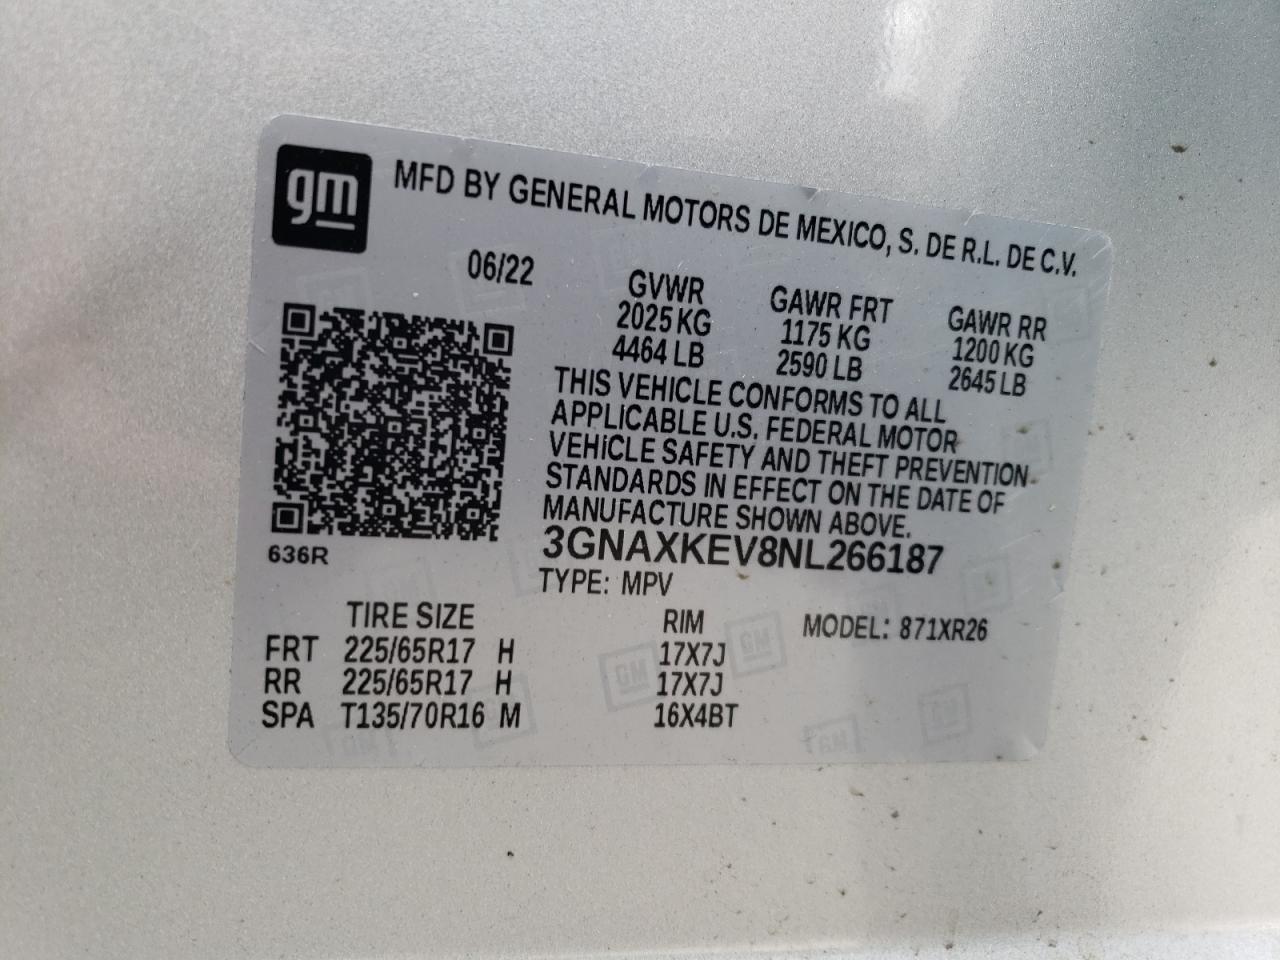 gm
MFD BY GENERAL MOTORS DE MEXICO, S. DE R.L. DE C.V.
06/22
GVWR GAWR FRT GAWR RR
2025 KG 1175 KG 1200 KG
4464 LB 2590 LB 2645 LB
THIS VEHICLE CONFORMS TO ALL
APPLICABLE U.S. FEDERAL MOTOR
VEHICLE SAFETY AND THEFT PREVENTION
STANDARDS IN EFFECT ON THE DATE OF
MANUFACTURE SHOWN ABOVE.
3GNAXKEV8NL266187
636R
TYPE: MPV
TIRE SIZE RIM MODEL: 871XR26
FRT 225/65R17 H 17X7J
RR 225/65R17 H 17X7J
SPA T135/70R16 M 16X4BT
GM
GM
GM